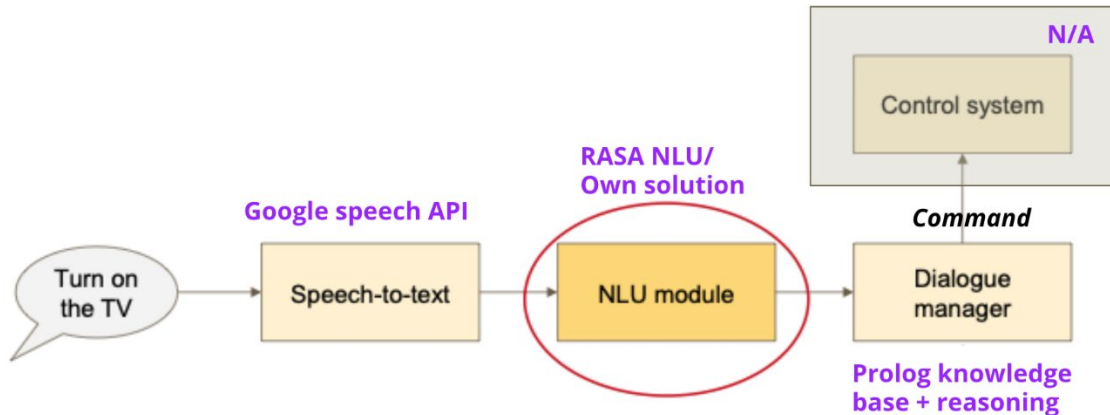 N/A
Control system
RASA NLU/
Own solution
Google speech API
Command
Turn on
the TV
Speech-to-text
NLU module
Dialogue
manager
Prolog knowledge
base + reasoning